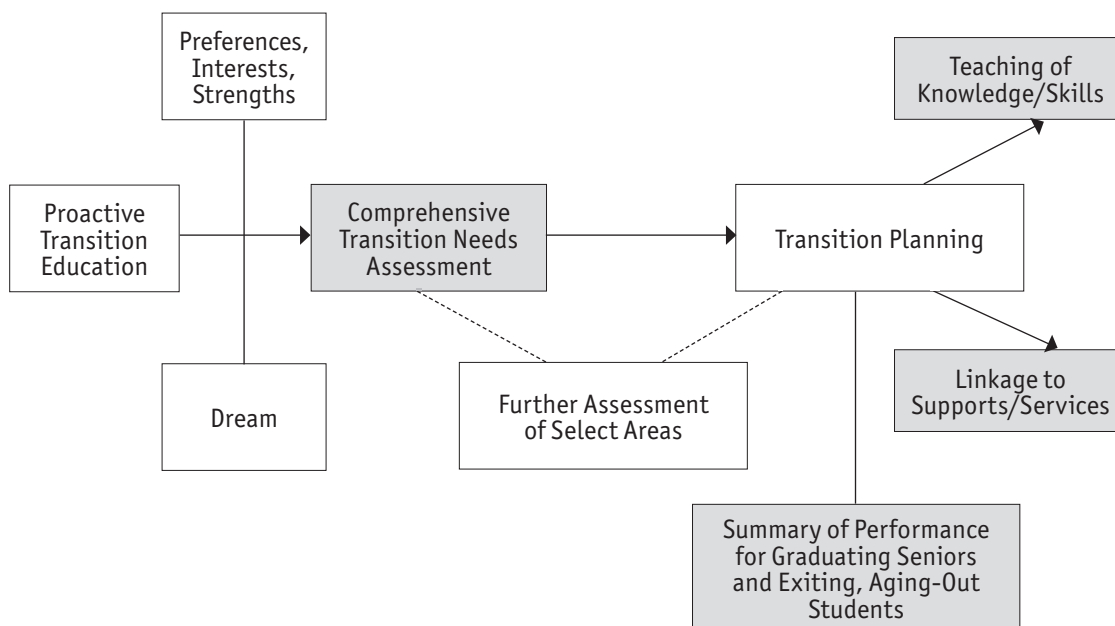 Preferences,
Interests,
Strengths
Teaching of
Knowledge/Skills
Proactive
Transition
Education
Comprehensive
Transition Needs
Assessment
Transition Planning
Dream
Further Assessment
of Select Areas
Linkage to
Supports/Services
Summary of Performance
for Graduating Seniors
and Exiting, Aging-Out
Students